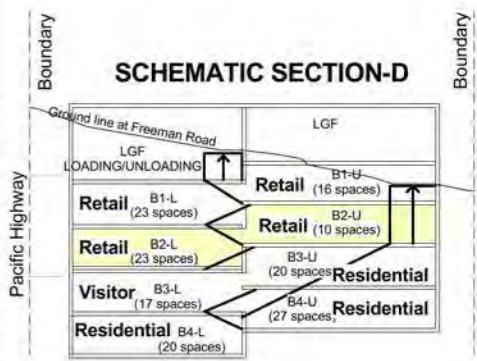 Boundary
Boundary
SCHEMATIC SECTION-D
Ground line at Freeman Road
LGF
LGF
LOADING/UNLOADING
Retail B1-U
(16 spaces)
Retail B1-L
(23 spaces)
Retail B2-U
(10 spaces)
Retail B2-L
(23 spaces)
B3-U
(20 spaces) Residential
Visitor B3-L
(17 spaces)
B4-U Residential
(27 spaces)
Residential B4-L
(20 spaces)
Pacific Highway